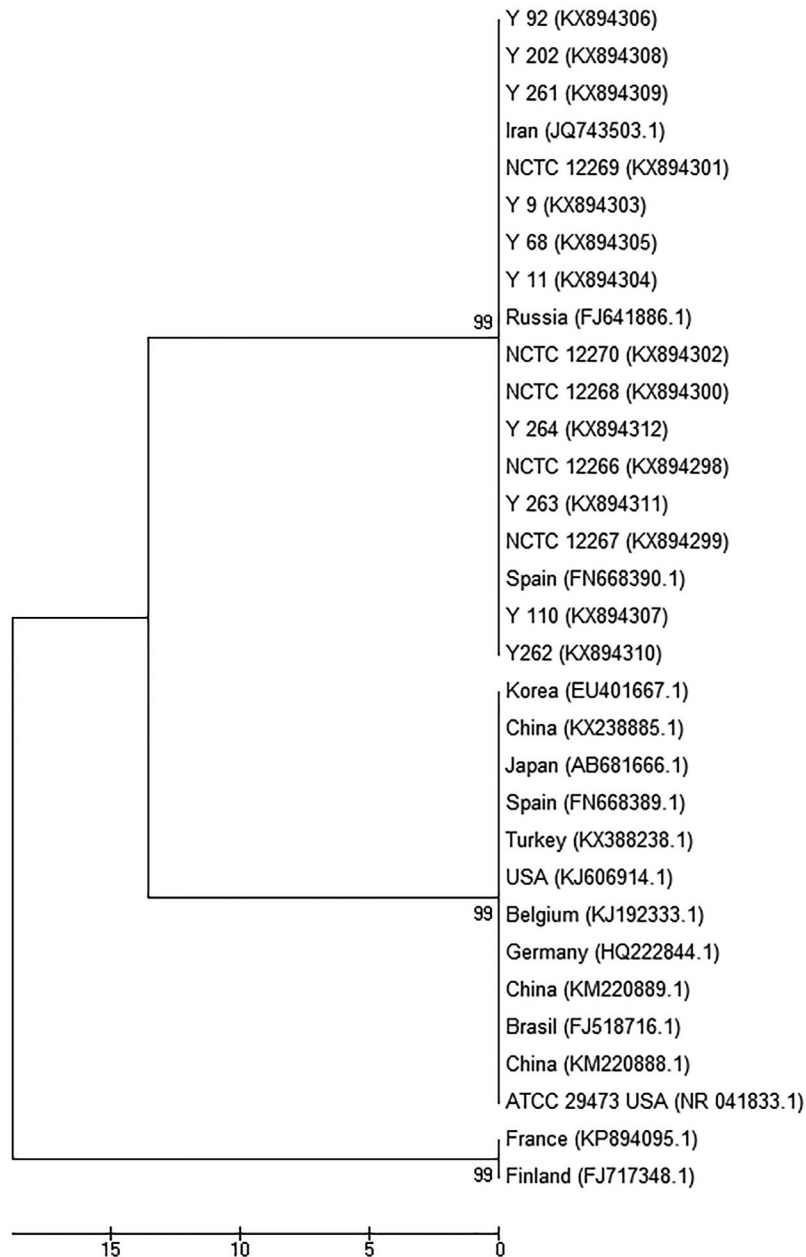 Y 92 (KX894306)
Y 202 (KX894308)
Y 261 (KX894309)
Iran (JQ743503.1)
NCTC 12269 (KX894301)
Y 9 (KX894303)
Y 68 (KX894305)
Y 11 (KX894304)
99 Russia (FJ641886.1)
NCTC 12270 (KX894302)
NCTC 12268 (KX894300)
Y 264 (KX894312)
NCTC 12266 (KX894298)
Y 263 (KX894311)
NCTC 12267 (KX894299)
Spain (FN668390.1)
Y 110 (KX894307)
Y262 (KX894310)
Korea (EU401667.1)
China (KX238885.1)
Japan (AB681666.1)
Spain (FN668389.1)
Turkey (KX388238.1)
USA (KJ606914.1)
99 Belgium (KJ192333.1)
Germany (HQ222844.1)
China (KM220889.1)
Brasil (FJ518716.1)
China (KM220888.1)
ATCC 29473 USA (NR 041833.1)
France (KP894095.1)
99 Finland (FJ717348.1)
15 10 5 0